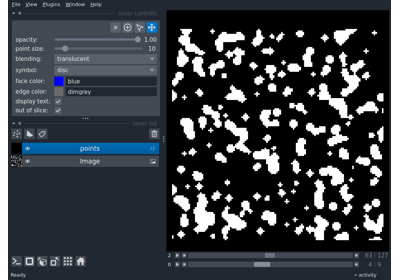 File View Plugins Window Help
layer controls
opacity: 1.00
point size: 10
blending: translucent
symbol: disc
face color: blue
edge color: dimgrey
display text:
out of slice:
layer list
points
Image
2 63 127
0 4 9
Ready activity